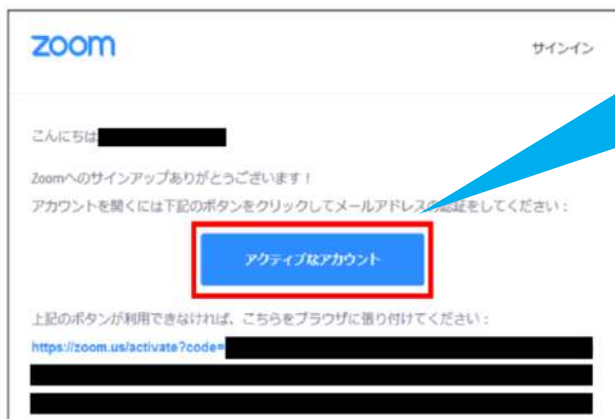 zoom
サインイン
こんにちは
Zoomへのサインアップありがとうございます！
アカウントを開くには下記のボタンをクリックしてメールアドレスの認証をしてください：
アクティブなアカウント
上記のボタンが利用できなければ、こちらをブラウザに張り付けてください：
https://zoom.us/activate?code=